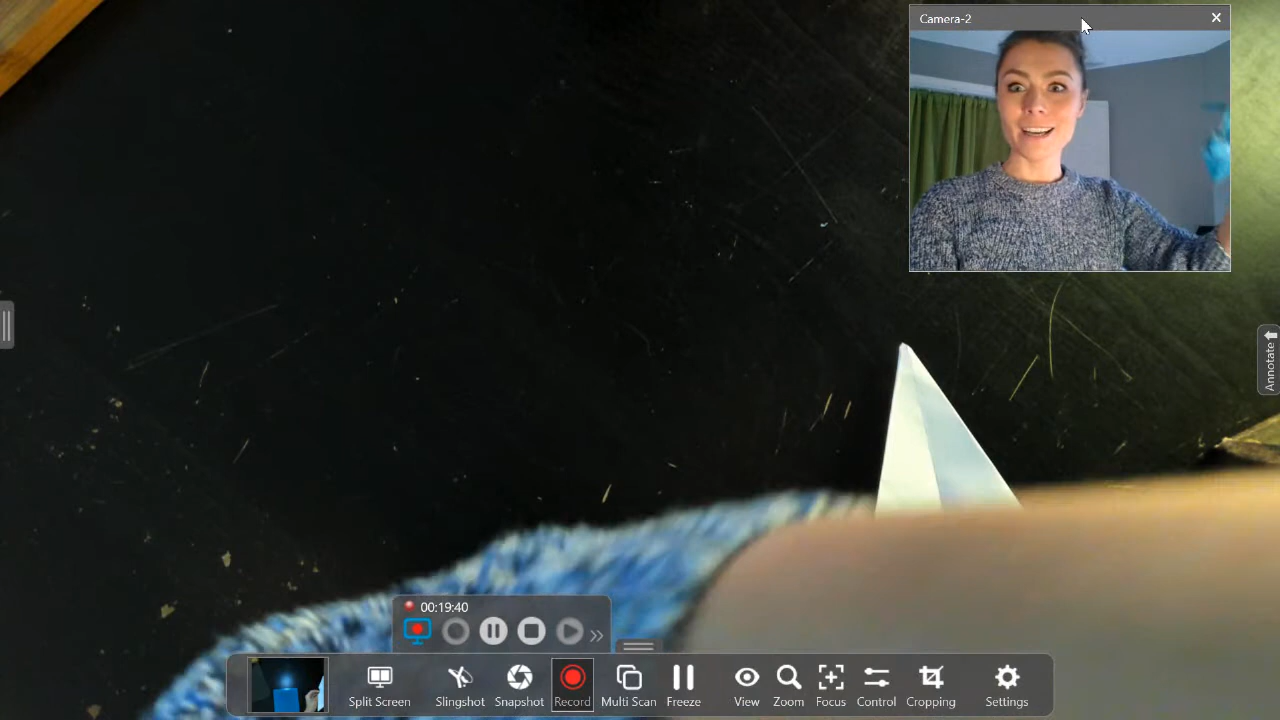 Camera-2
Annotate
00:19:40
Split Screen
Slingshot
Snapshot
Record
Multi Scan
Freeze
View
Zoom
Focus
Control
Cropping
Settings